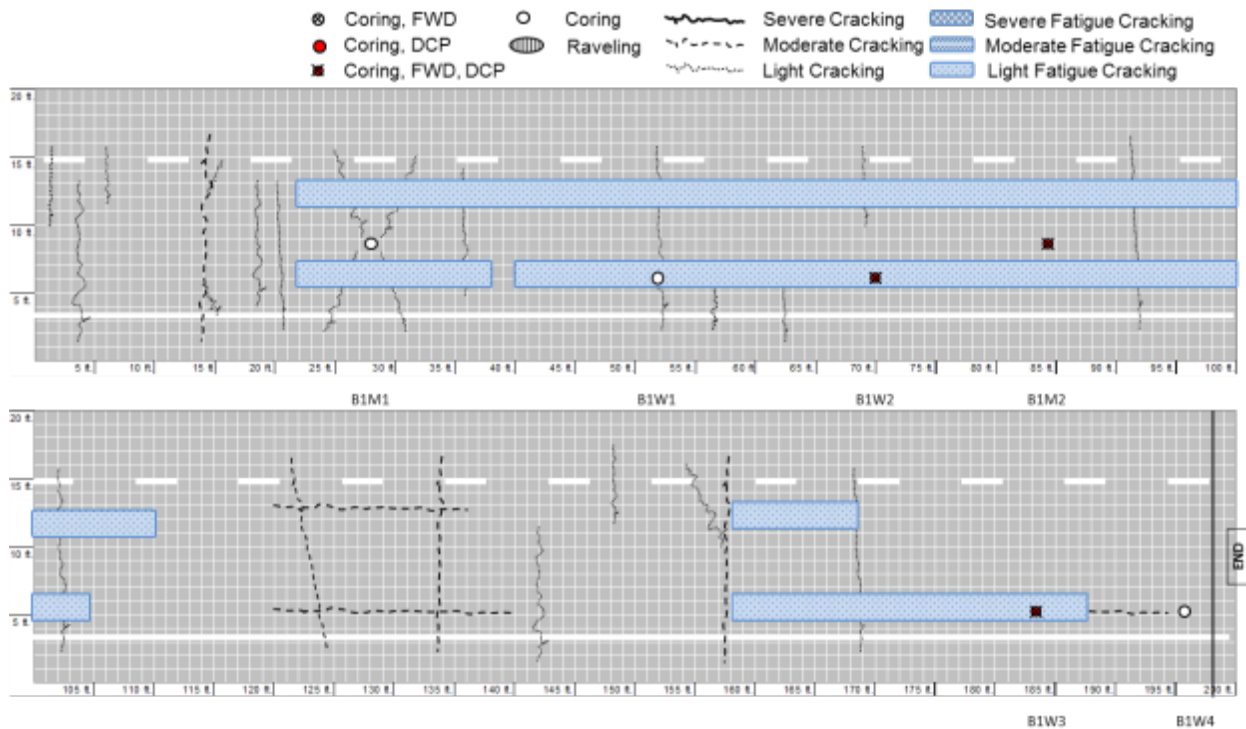 Coring, FWD Coring Severe Cracking Severe Fatigue Cracking
Coring, DCP Raveling Moderate Cracking Moderate Fatigue Cracking
Coring, FWD, DCP Light Cracking Light Fatigue Cracking
20 ft.
15 ft.
10 ft.
5 ft.
5 ft. 10 ft. 15 ft. 20 ft. 25 ft. 30 ft. 35 ft. 40 ft. 45 ft. 50 ft. 55 ft. 60 ft. 65 ft. 70 ft. 75 ft. 80 ft. 85 ft. 90 ft. 95 ft. 100 ft.
B1M1 B1W1 B1W2 B1M2
20 ft.
15 ft.
10 ft.
END
5 ft.
105 ft. 110 ft. 115 ft. 120 ft. 125 ft. 130 ft. 135 ft. 140 ft. 145 ft. 150 ft. 155 ft. 160 ft. 165 ft. 170 ft. 175 ft. 180 ft. 185 ft. 190 ft. 195 ft. 200 ft.
B1W3 B1W4